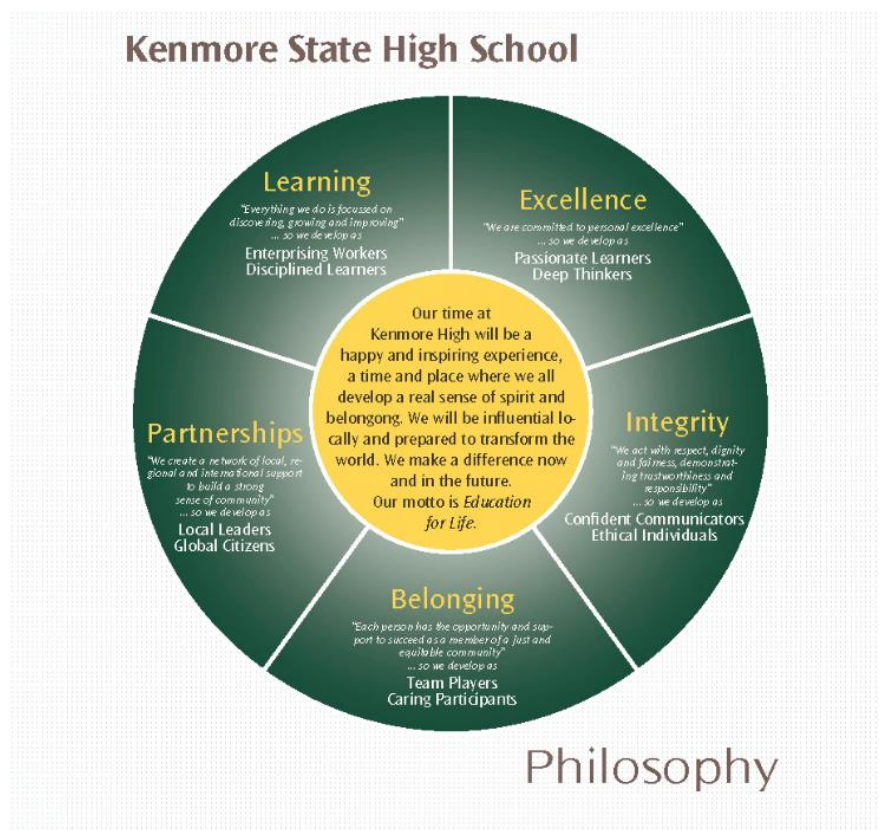 Kenmore State High School
Learning
"Everything we do is focussed on
discovering, growing and improving"
... so we develop as
Enterprising Workers
Disciplined Learners
Excellence
"We are committed to personal excellence"
... so we develop as
Passionate Learners
Deep Thinkers
Our time at
Kenmore High will be a
happy and inspiring experience,
a time and place where we all
develop a real sense of spirit and
belongong. We will be influential lo-
cally and prepared to transform the
world. We make a difference now
and in the future.
Our motto is Education
for Life.
Partnerships
"We create a network of local, re-
gional and international support
to build a strong
sense of community"
... so we develop as
Local Leaders
Global Citizens
Integrity
"We act with respect, dignity
and fairness, demonstrat-
ing trustworthiness and
responsibility"
... so we develop as
Confident Communicators
Ethical Individuals
Belonging
"Each person has the opportunity and sup-
port to succeed as a member of a just and
equitable community"
... so we develop as
Team Players
Caring Participants
Philosophy